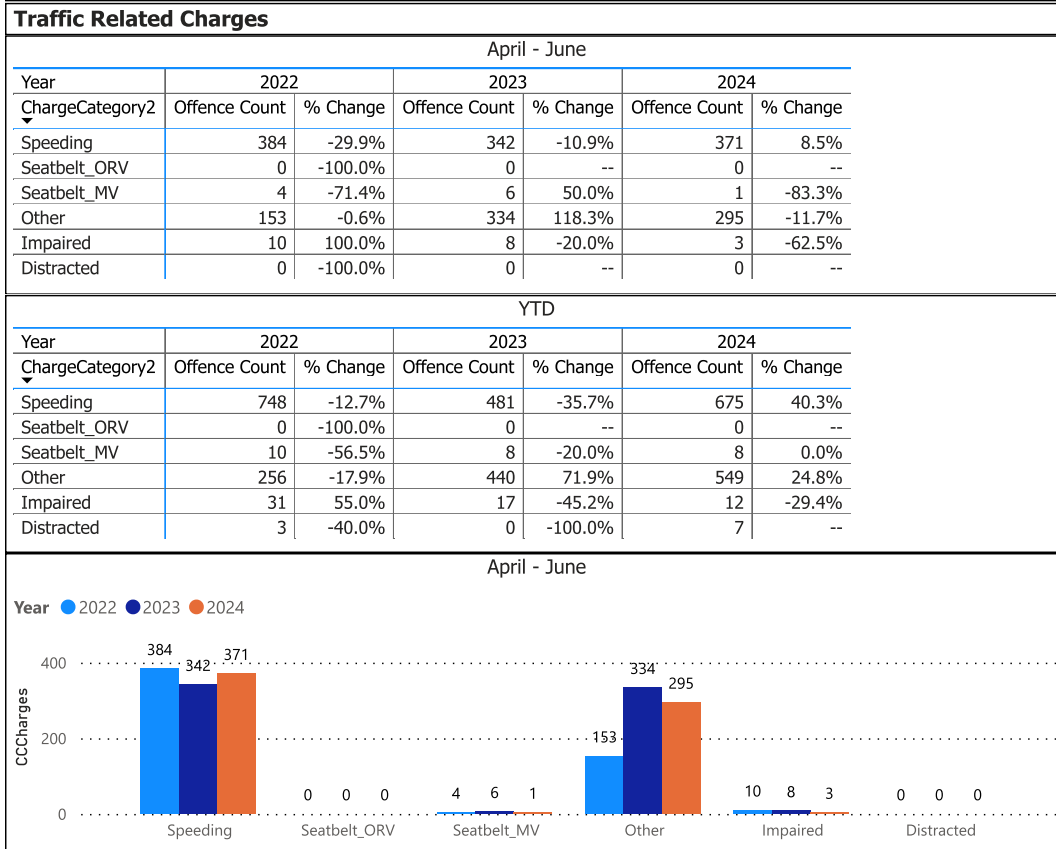 Traffic Related Charges
April - June
Year 2022 2023 2024
ChargeCategory2 Offence Count % Change Offence Count % Change Offence Count % Change
Speeding 384 -29.9% 342 -10.9% 371 8.5%
Seatbelt_ORV 0 -100.0% 0 -- 0 --
Seatbelt_MV 4 -71.4% 6 50.0% 1 -83.3%
Other 153 -0.6% 334 118.3% 295 -11.7%
Impaired 10 100.0% 8 -20.0% 3 -62.5%
Distracted 0 -100.0% 0 -- 0 --
YTD
Year 2022 2023 2024
ChargeCategory2 Offence Count % Change Offence Count % Change Offence Count % Change
Speeding 748 -12.7% 481 -35.7% 675 40.3%
Seatbelt_ORV 0 -100.0% 0 -- 0 --
Seatbelt_MV 10 -56.5% 8 -20.0% 8 0.0%
Other 256 -17.9% 440 71.9% 549 24.8%
Impaired 31 55.0% 17 -45.2% 12 -29.4%
Distracted 3 -40.0% 0 -100.0% 7 --
April - June
Year 2022 2023 2024
CCCharges
400
200
0
384 342 371
0 0 0
4 6 1
153 334 295
10 8 3
0 0 0
Speeding Seatbelt_ORV Seatbelt_MV Other Impaired Distracted